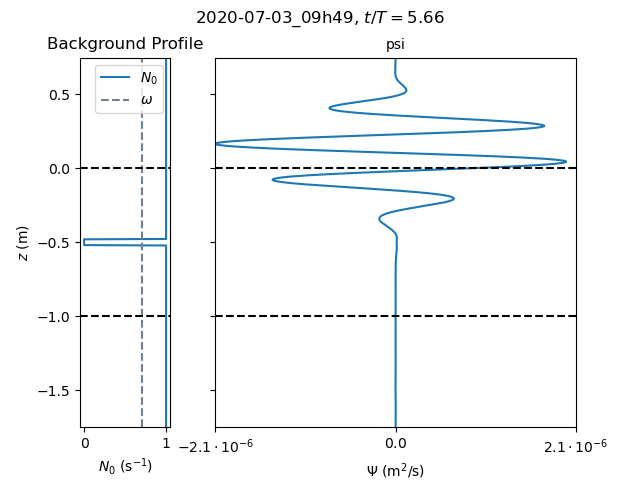 2020-07-03_09h49, t/T = 5.66
Background Profile
psi
N₀
ω
0.5
0.0
−0.5
−1.0
−1.5
z (m)
0
1
−2.1 · 10⁻⁶
0.0
2.1 · 10⁻⁶
N₀ (s⁻¹)
Ψ (m²/s)